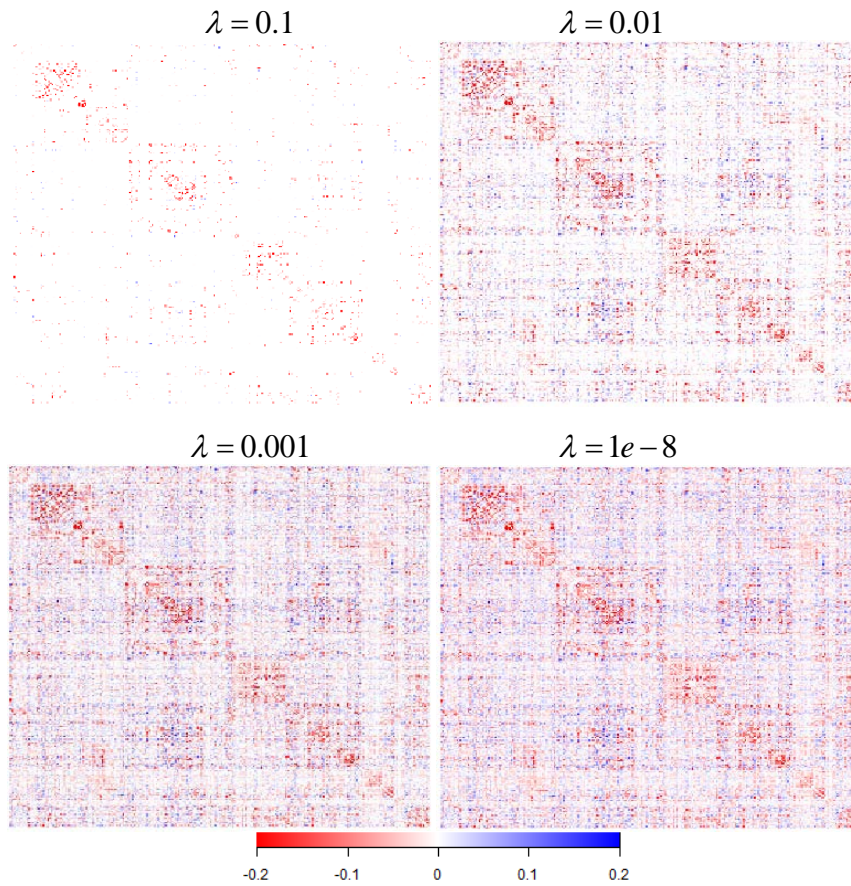 λ = 0.1
λ = 0.01
λ = 0.001
λ = 1e − 8
-0.2 -0.1 0 0.1 0.2